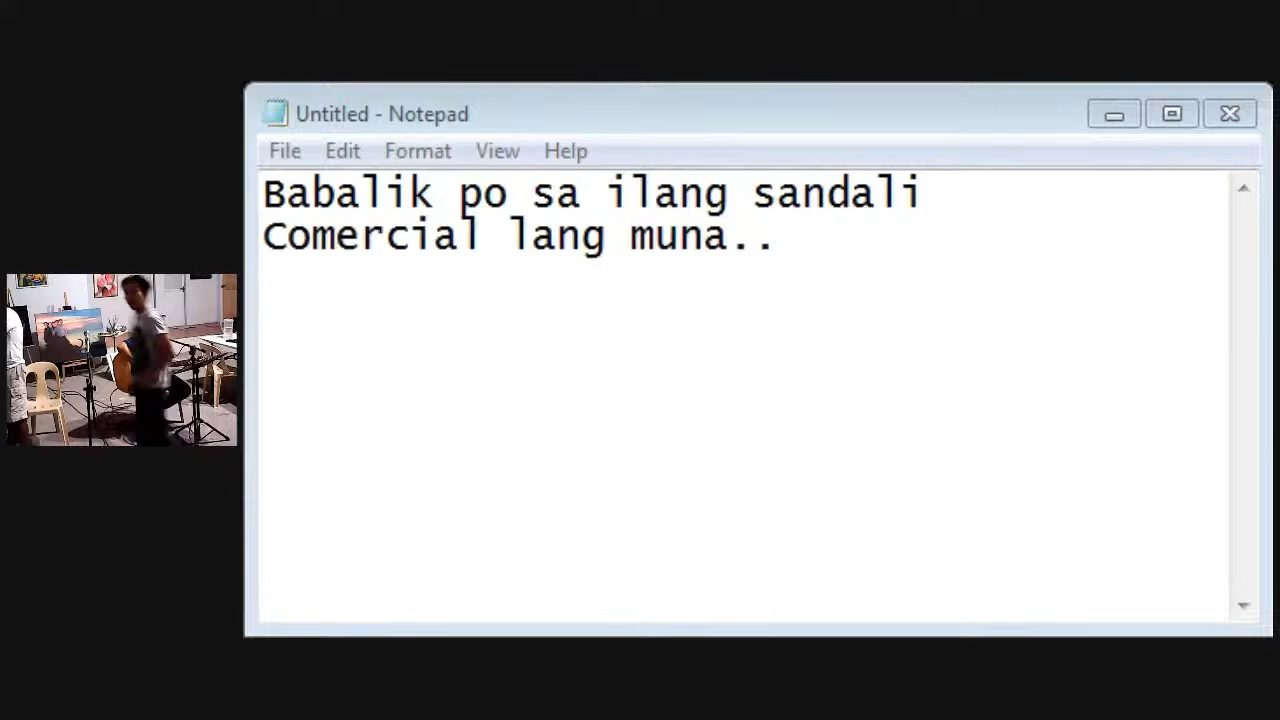 Untitled - Notepad
File Edit Format View Help
Babalik po sa ilang sandali
Comercial lang muna..